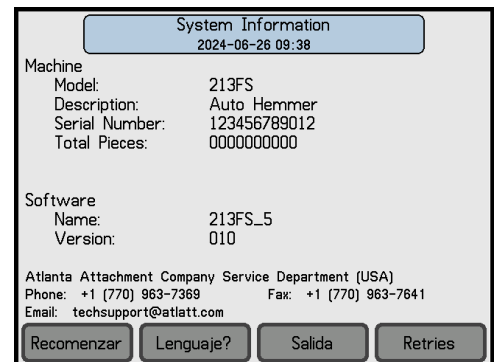 System Information
2024-06-26 09:38
Machine
Model: 213FS
Description: Auto Hemmer
Serial Number: 123456789012
Total Pieces: 0000000000
Software
Name: 213FS_5
Version: 010
Atlanta Attachment Company Service Department (USA)
Phone: +1 (770) 963-7369 Fax: +1 (770) 963-7641
Email: techsupport@atlatt.com
Recomenzar Lenguaje? Salida Retries